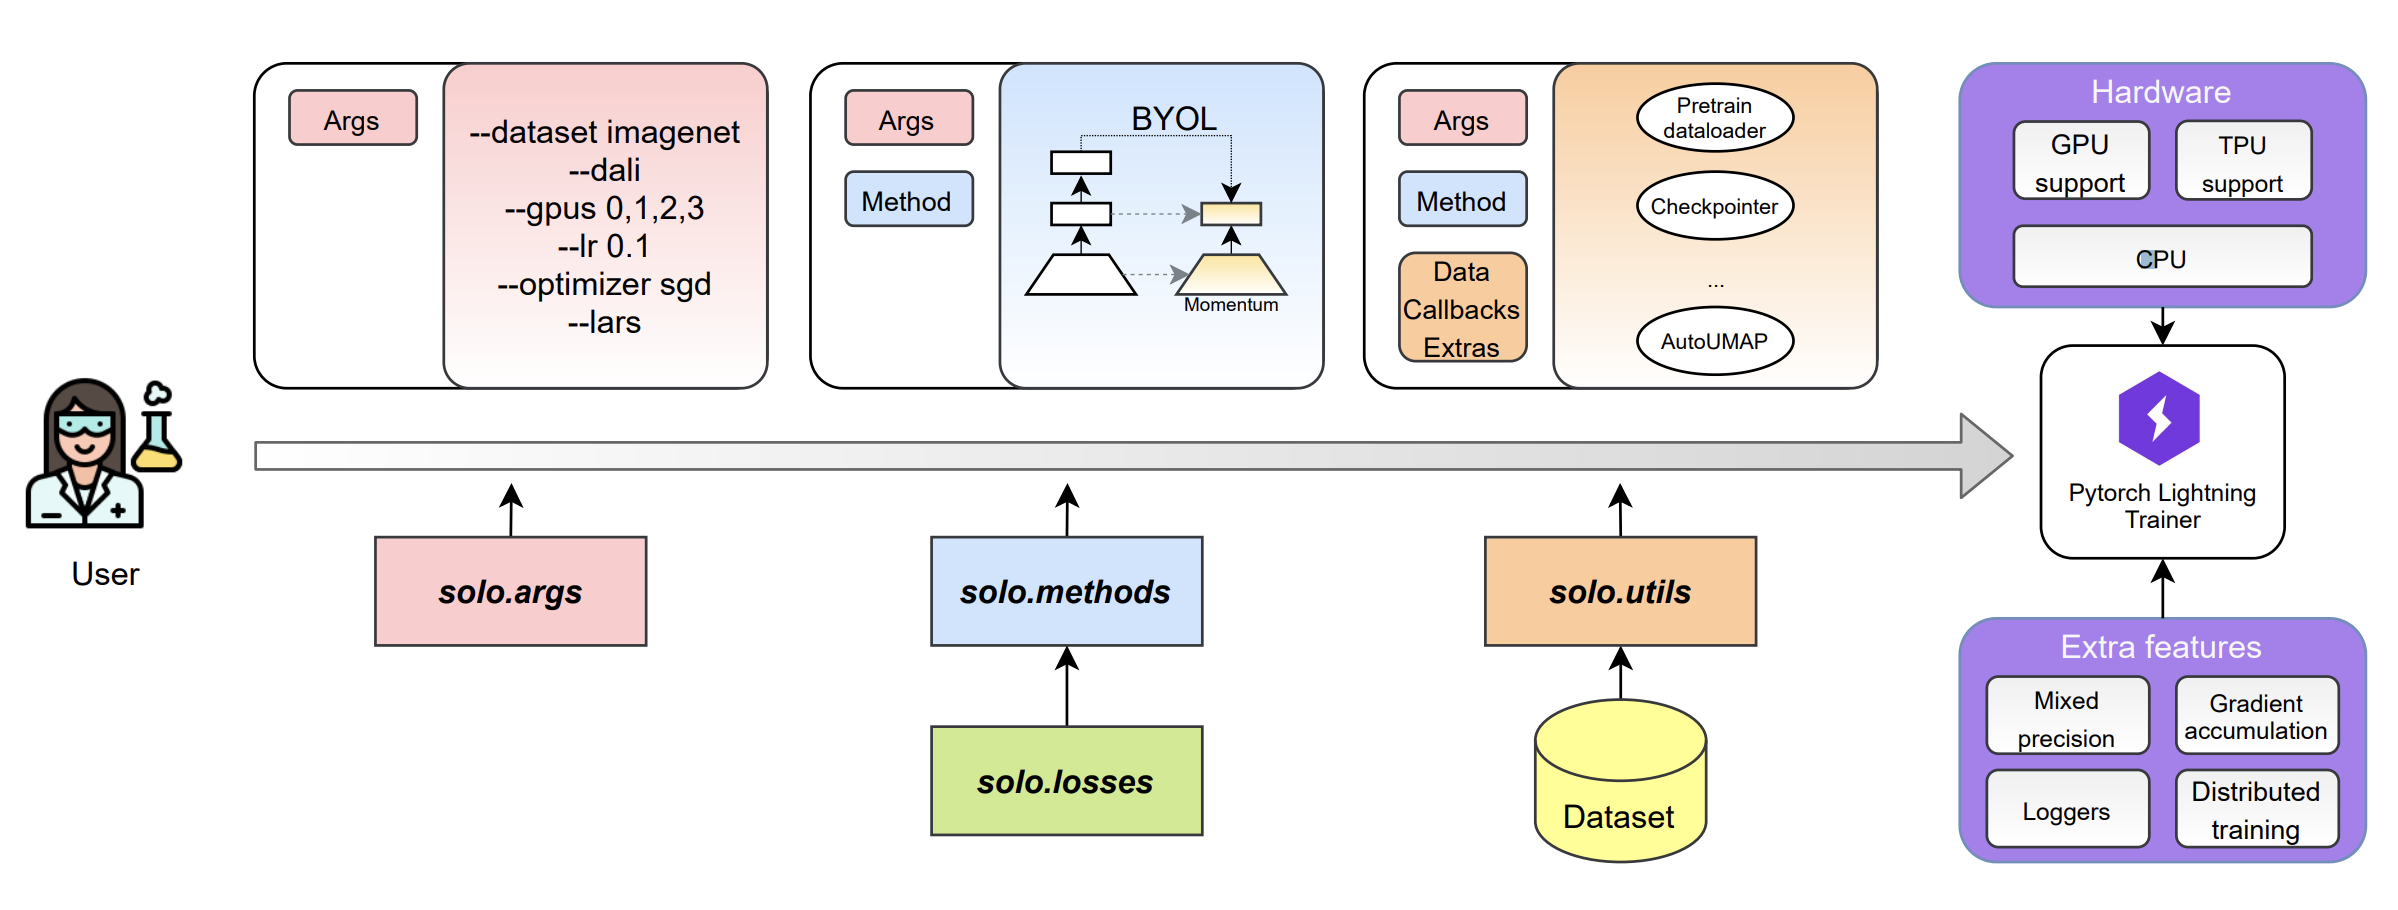 User
Args
--dataset imagenet
--dali
--gpus 0,1,2,3
--lr 0.1
--optimizer sgd
--lars
Args
Method
BYOL
Momentum
Args
Method
Data
Callbacks
Extras
Pretrain
dataloader
Checkpointer
...
AutoUMAP
Hardware
GPU
support
TPU
support
CPU
Pytorch Lightning
Trainer
solo.args
solo.methods
solo.utils
solo.losses
Dataset
Extra features
Mixed
precision
Gradient
accumulation
Loggers
Distributed
training